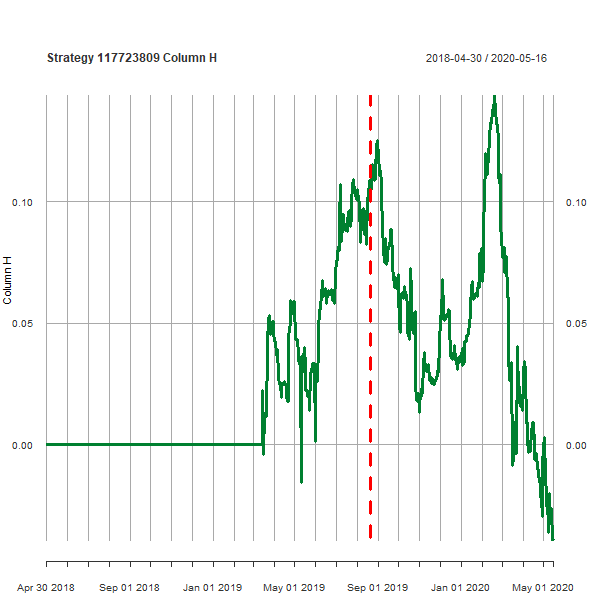 Strategy 117723809 Column H
2018-04-30 / 2020-05-16
Column H
0.10
0.10
0.05
0.05
0.00
0.00
Apr 30 2018
Sep 01 2018
Jan 01 2019
May 01 2019
Sep 01 2019
Jan 01 2020
May 01 2020